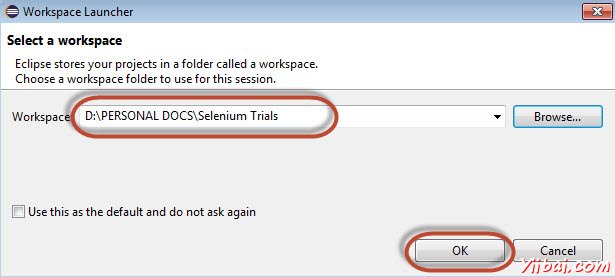 Workspace Launcher
Select a workspace
Eclipse stores your projects in a folder called a workspace.
Choose a workspace folder to use for this session.
Workspace D:\PERSONAL DOCS\Selenium Trials Browse...
Use this as the default and do not ask again
OK Cancel
Yiibai.com